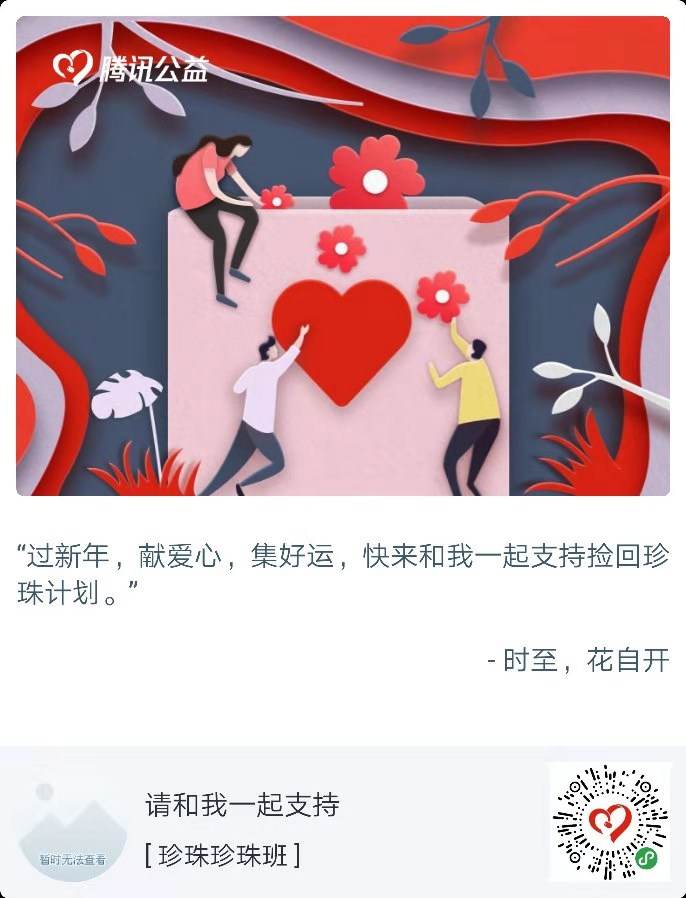 腾讯公益
“过新年，献爱心，集好运，快来和我一起支持捡回珍
珠计划。”
- 时至，花自开
请和我一起支持
[ 珍珠珍珠班 ]
暂时无法查看